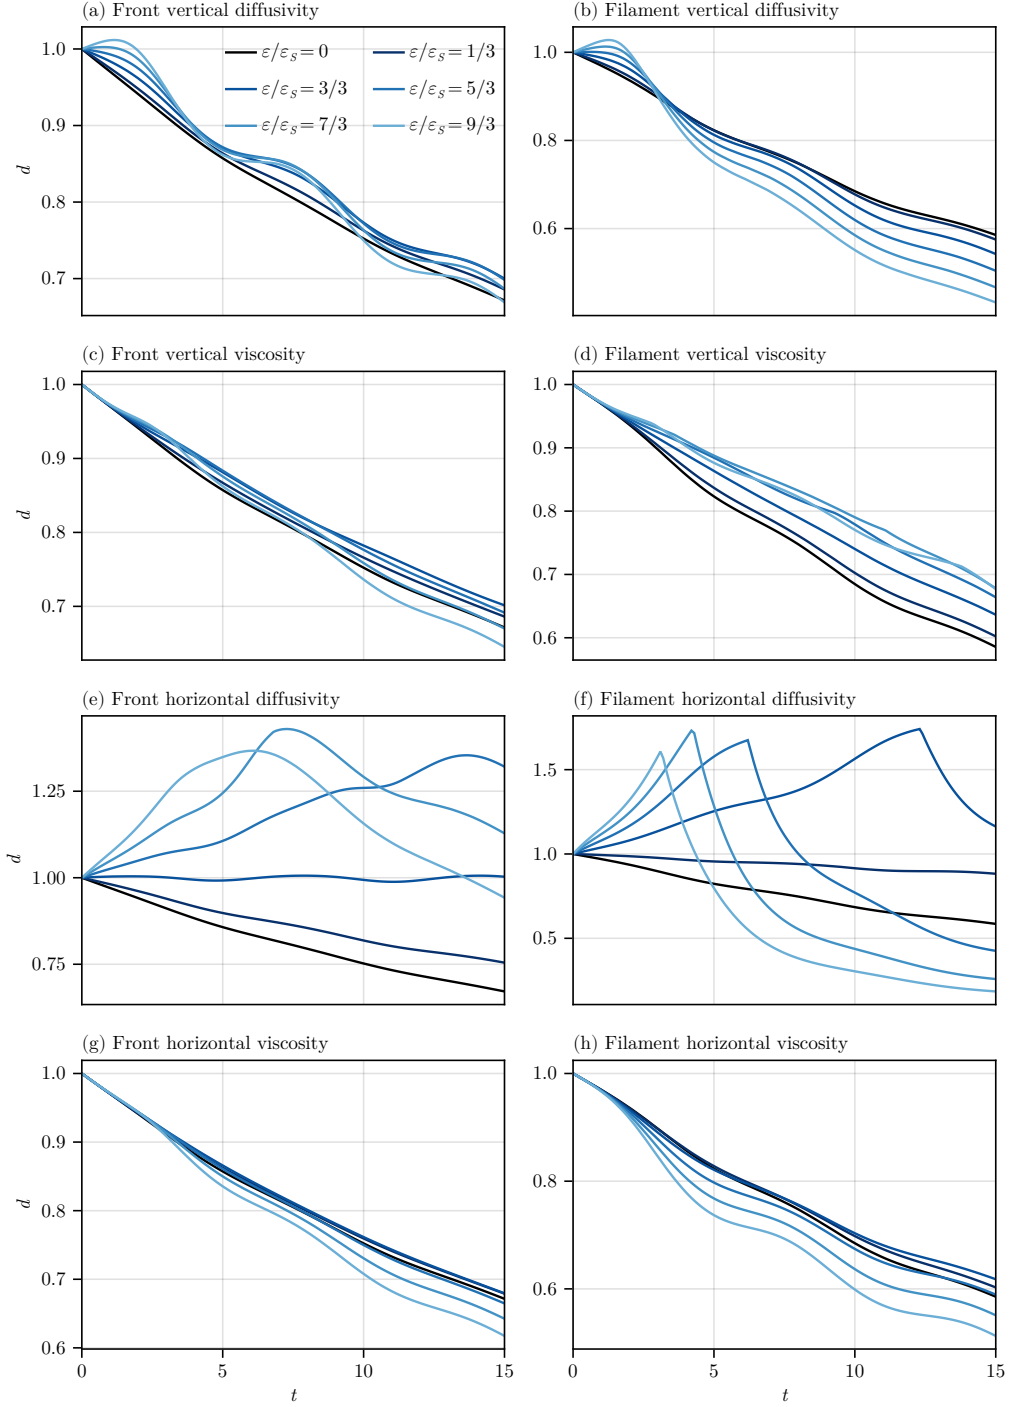 (a) Front vertical diffusivity
(b) Filament vertical diffusivity
1.0
0.9
0.8
0.7
d
ε/ε_S = 0
ε/ε_S = 1/3
ε/ε_S = 3/3
ε/ε_S = 5/3
ε/ε_S = 7/3
ε/ε_S = 9/3
1.0
0.8
0.6
(c) Front vertical viscosity
(d) Filament vertical viscosity
1.0
0.9
0.8
0.7
d
1.0
0.9
0.8
0.7
0.6
(e) Front horizontal diffusivity
(f) Filament horizontal diffusivity
1.25
1.00
0.75
d
1.5
1.0
0.5
(g) Front horizontal viscosity
(h) Filament horizontal viscosity
1.0
0.9
0.8
0.7
0.6
d
0 5 10 15
t
1.0
0.8
0.6
0 5 10 15
t